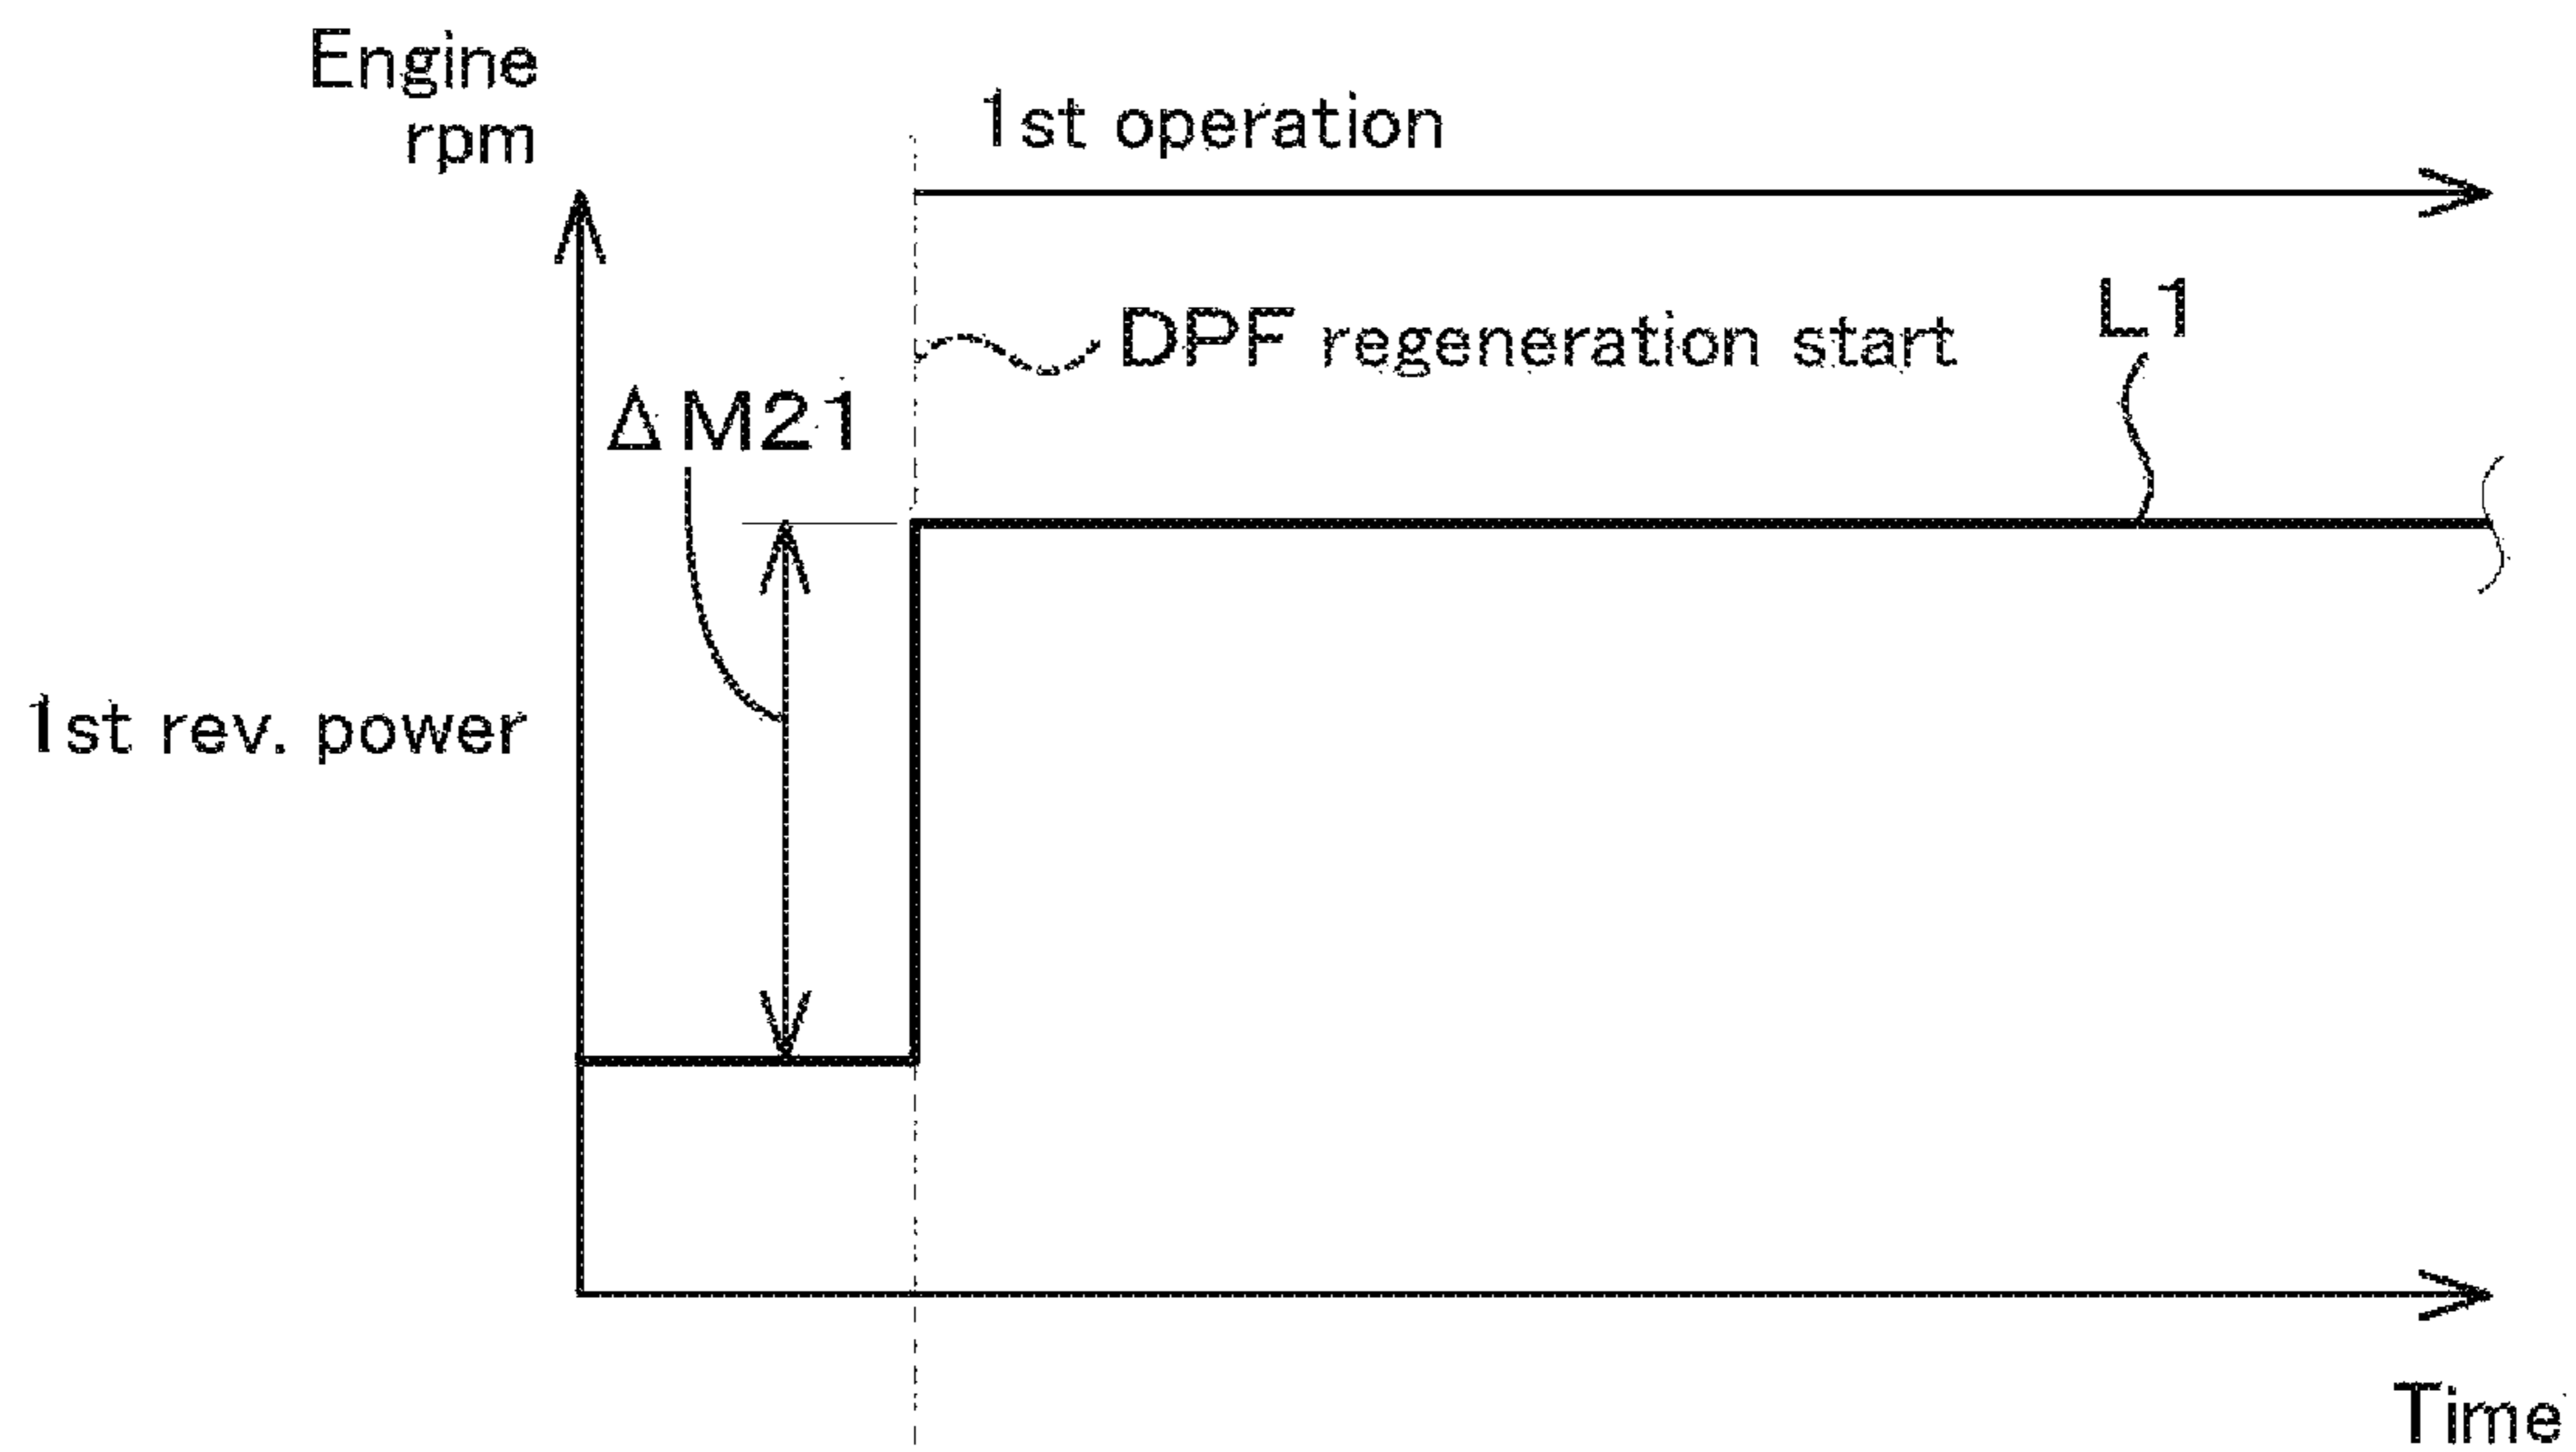 Engine
rpm
1st operation
L1
DPF regeneration start
ΔM21
1st rev. power
Time